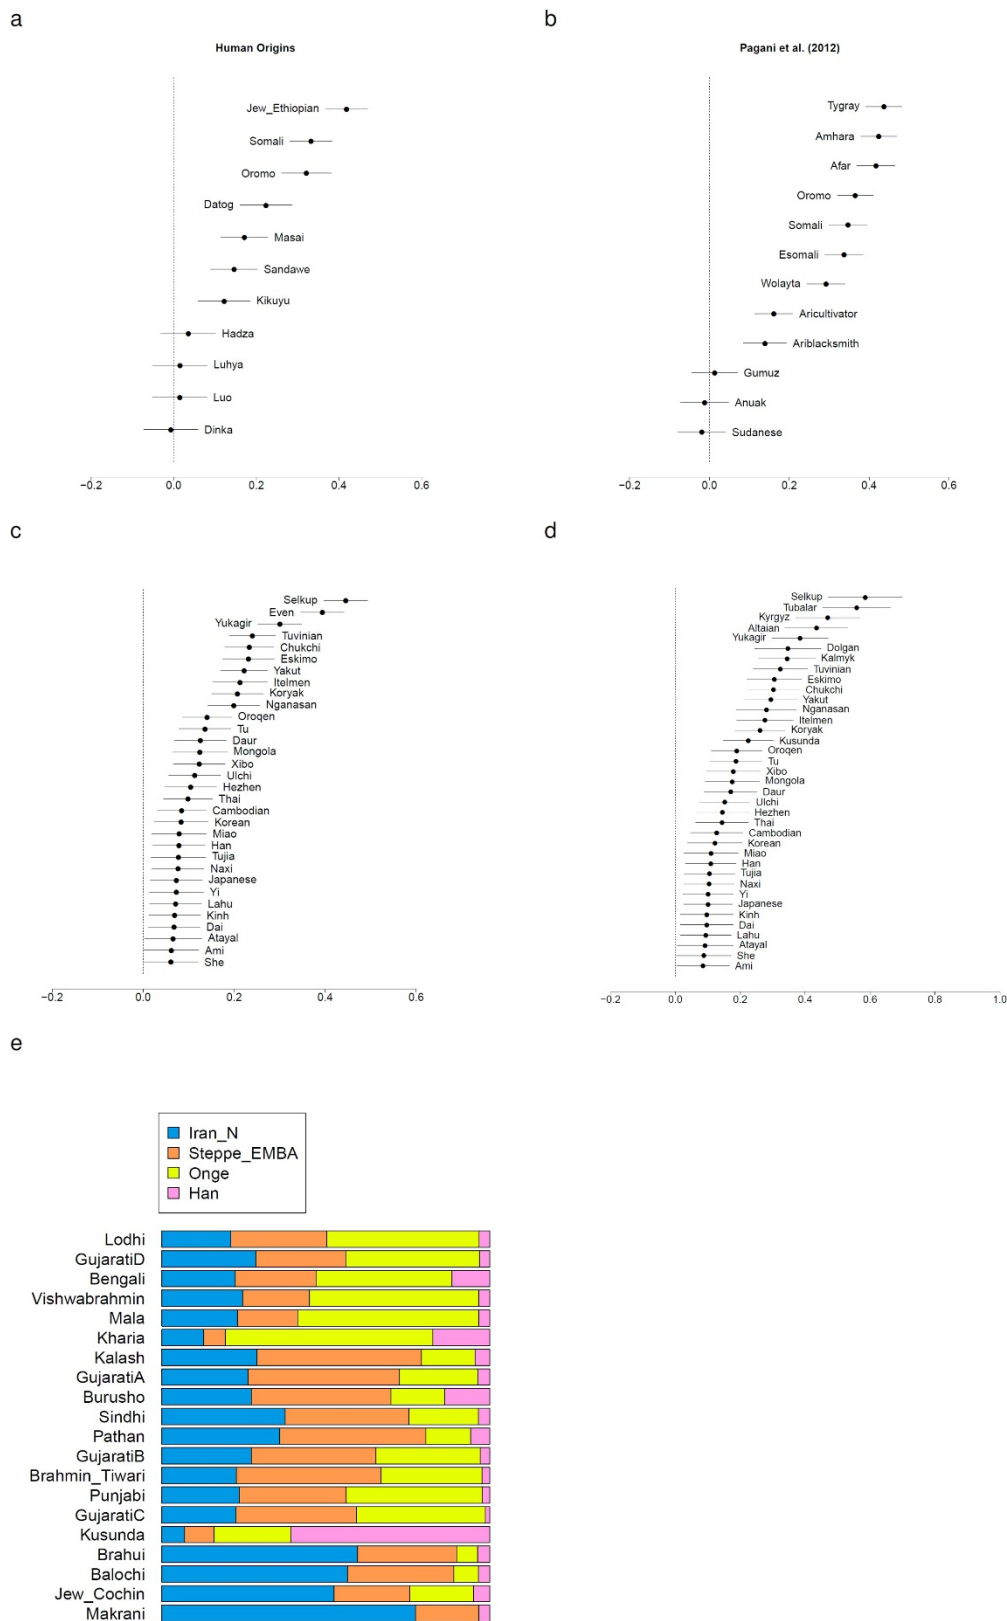 a
Human Origins
Jew_Ethiopian
Somali
Oromo
Datog
Masai
Sandawe
Kikuyu
Hadza
Luhya
Luo
Dinka
−0.2 0.0 0.2 0.4 0.6
b
Pagani et al. (2012)
Tygray
Amhara
Afar
Oromo
Somali
Esomali
Wolayta
Aricultivator
Ariblacksmith
Gumuz
Anuak
Sudanese
−0.2 0.0 0.2 0.4 0.6
c
Selkup
Even
Yukagir
Tuvinian
Chukchi
Eskimo
Yakut
Itelmen
Koryak
Nganasan
Oroqen
Tu
Daur
Mongola
Xibo
Ulchi
Hezhen
Thai
Cambodian
Korean
Miao
Han
Tujia
Naxi
Japanese
Yi
Lahu
Kinh
Dai
Atayal
Ami
She
−0.2 0.0 0.2 0.4 0.6
d
Selkup
Tubalar
Kyrgyz
Altaian
Yukagir
Dolgan
Kalmyk
Tuvinian
Eskimo
Chukchi
Yakut
Nganasan
Itelmen
Koryak
Kusunda
Oroqen
Tu
Xibo
Mongola
Daur
Ulchi
Hezhen
Thai
Cambodian
Korean
Miao
Han
Tujia
Naxi
Yi
Japanese
Kinh
Dai
Lahu
Atayal
She
Ami
−0.2 0.0 0.2 0.4 0.6 0.8 1.0
e
Iran_N
Steppe_EMBA
Onge
Han
Lodhi
GujaratiD
Bengali
Vishwabrahmin
Mala
Kharia
Kalash
GujaratiA
Burusho
Sindhi
Pathan
GujaratiB
Brahmin_Tiwari
Punjabi
GujaratiC
Kusunda
Brahui
Balochi
Jew_Cochin
Makrani